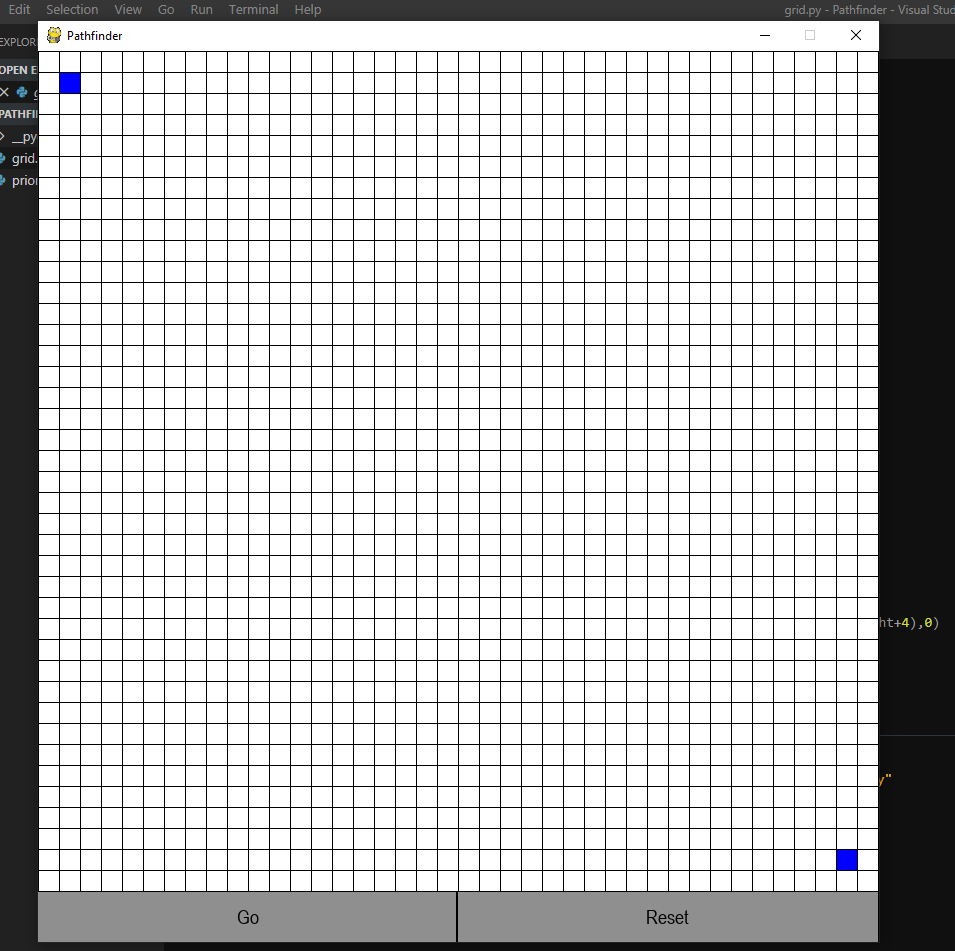 Edit Selection View Go Run Terminal Help
grid.py - Pathfinder - Visual Stud
EXPLOR
Pathfinder
OPEN E
PATHFI
__py
grid.
prior
ht+4),0)
y"
Go
Reset